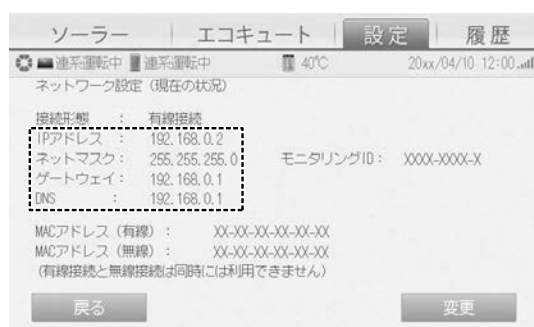 ソーラー エコキュート 設定 履歴
連系運転中 連系運転中 40℃ 20xx/04/10 12:00
ネットワーク設定（現在の状況）
接続形態 ： 有線接続
IPアドレス ： 192.168.0.2
ネットマスク： 255.255.255.0 モニタリングID： XXXX-XXXX-X
ゲートウェイ： 192.168.0.1
DNS ： 192.168.0.1
MACアドレス（有線）： XX-XX-XX-XX-XX-XX
MACアドレス（無線）： XX-XX-XX-XX-XX-XX
（有線接続と無線接続は同時には利用できません）
戻る 変更